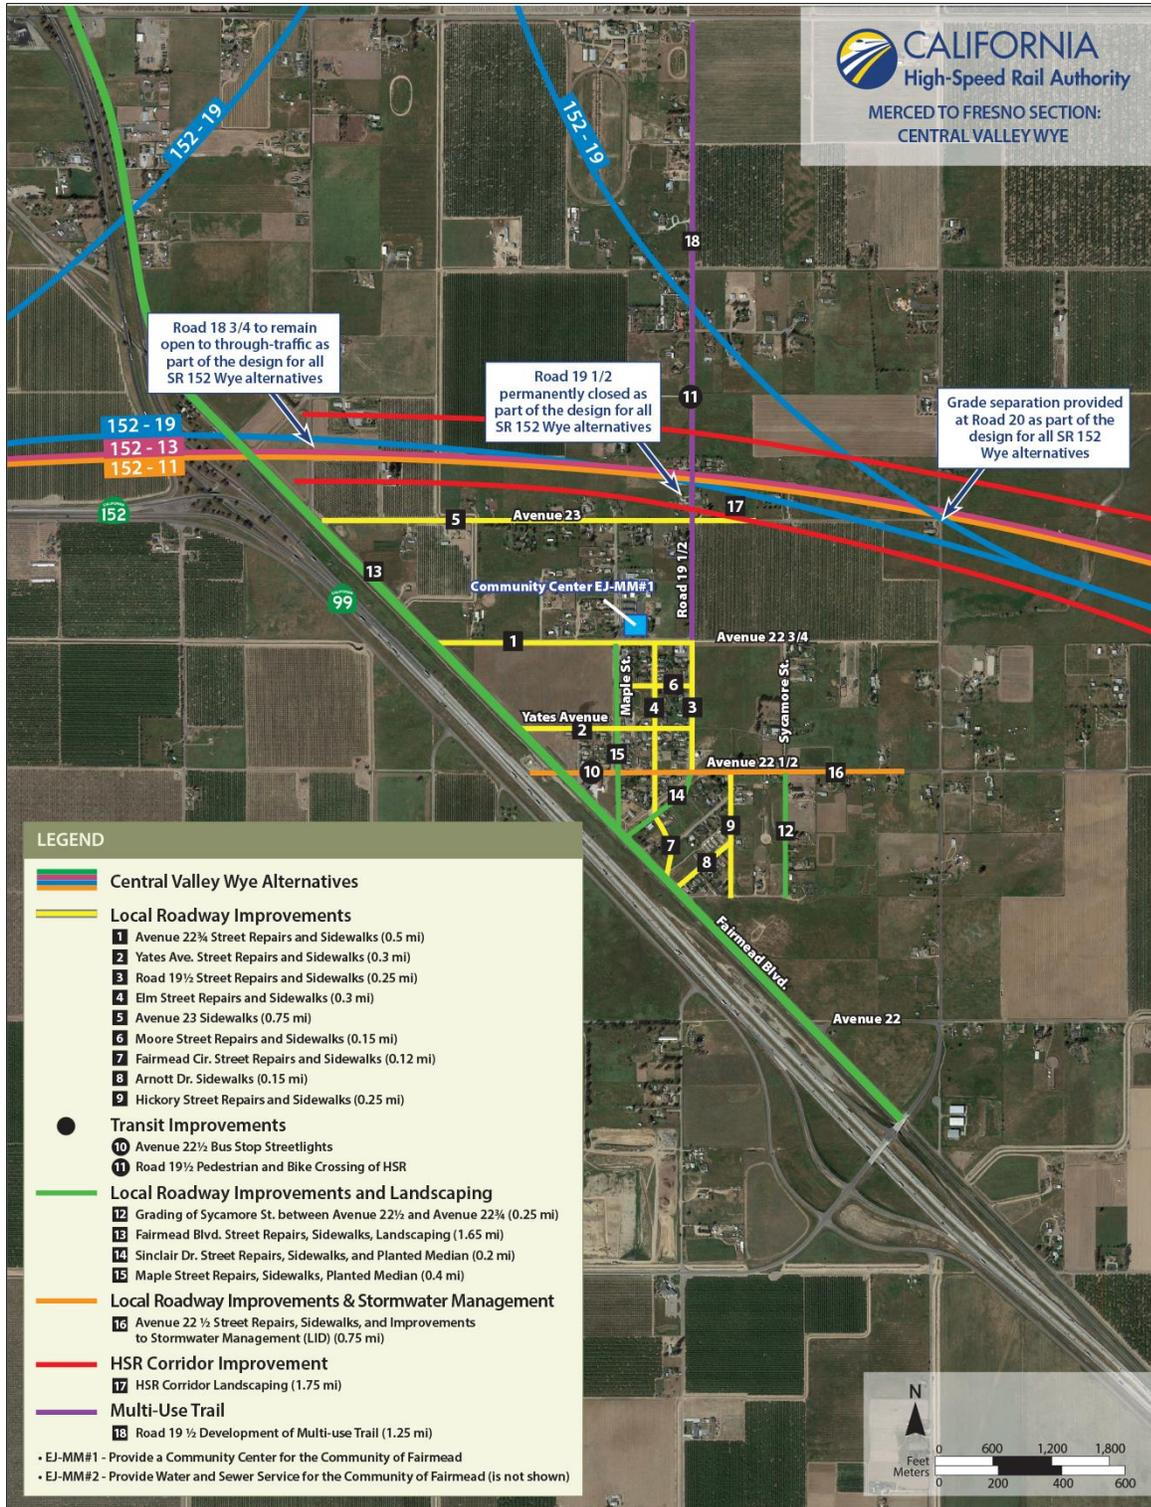 CALIFORNIA
High-Speed Rail Authority
MERCED TO FRESNO SECTION:
CENTRAL VALLEY WYE
152 - 19
152 - 19
18
Road 18 3/4 to remain
open to through-traffic as
part of the design for all
SR 152 Wye alternatives
Road 19 1/2
permanently closed as
part of the design for all
SR 152 Wye alternatives
11
Grade separation provided
at Road 20 as part of the
design for all SR 152
Wye alternatives
152 - 19
152 - 13
152 - 11
CALIFORNIA
152
5
Avenue 23
17
13
CALIFORNIA
99
Community Center EJ-MM#1
Road 19 1/2
1
Avenue 22 3/4
Maple St.
6
4
3
Sycamore St.
Yates Avenue
2
15
Avenue 22 1/2
10
16
14
9
12
7
8
Fairmead Blvd.
Avenue 22
LEGEND
Central Valley Wye Alternatives
Local Roadway Improvements
1 Avenue 22¾ Street Repairs and Sidewalks (0.5 mi)
2 Yates Ave. Street Repairs and Sidewalks (0.3 mi)
3 Road 19½ Street Repairs and Sidewalks (0.25 mi)
4 Elm Street Repairs and Sidewalks (0.3 mi)
5 Avenue 23 Sidewalks (0.75 mi)
6 Moore Street Repairs and Sidewalks (0.15 mi)
7 Fairmead Cir. Street Repairs and Sidewalks (0.12 mi)
8 Arnott Dr. Sidewalks (0.15 mi)
9 Hickory Street Repairs and Sidewalks (0.25 mi)
Transit Improvements
10 Avenue 22½ Bus Stop Streetlights
11 Road 19½ Pedestrian and Bike Crossing of HSR
Local Roadway Improvements and Landscaping
12 Grading of Sycamore St. between Avenue 22½ and Avenue 22¾ (0.25 mi)
13 Fairmead Blvd. Street Repairs, Sidewalks, Landscaping (1.65 mi)
14 Sinclair Dr. Street Repairs, Sidewalks, and Planted Median (0.2 mi)
15 Maple Street Repairs, Sidewalks, Planted Median (0.4 mi)
Local Roadway Improvements & Stormwater Management
16 Avenue 22 ½ Street Repairs, Sidewalks, and Improvements
to Stormwater Management (LID) (0.75 mi)
HSR Corridor Improvement
17 HSR Corridor Landscaping (1.75 mi)
Multi-Use Trail
18 Road 19 ½ Development of Multi-use Trail (1.25 mi)
• EJ-MM#1 - Provide a Community Center for the Community of Fairmead
• EJ-MM#2 - Provide Water and Sewer Service for the Community of Fairmead (is not shown)
N
0 600 1,200 1,800
Feet
Meters
0 200 400 600